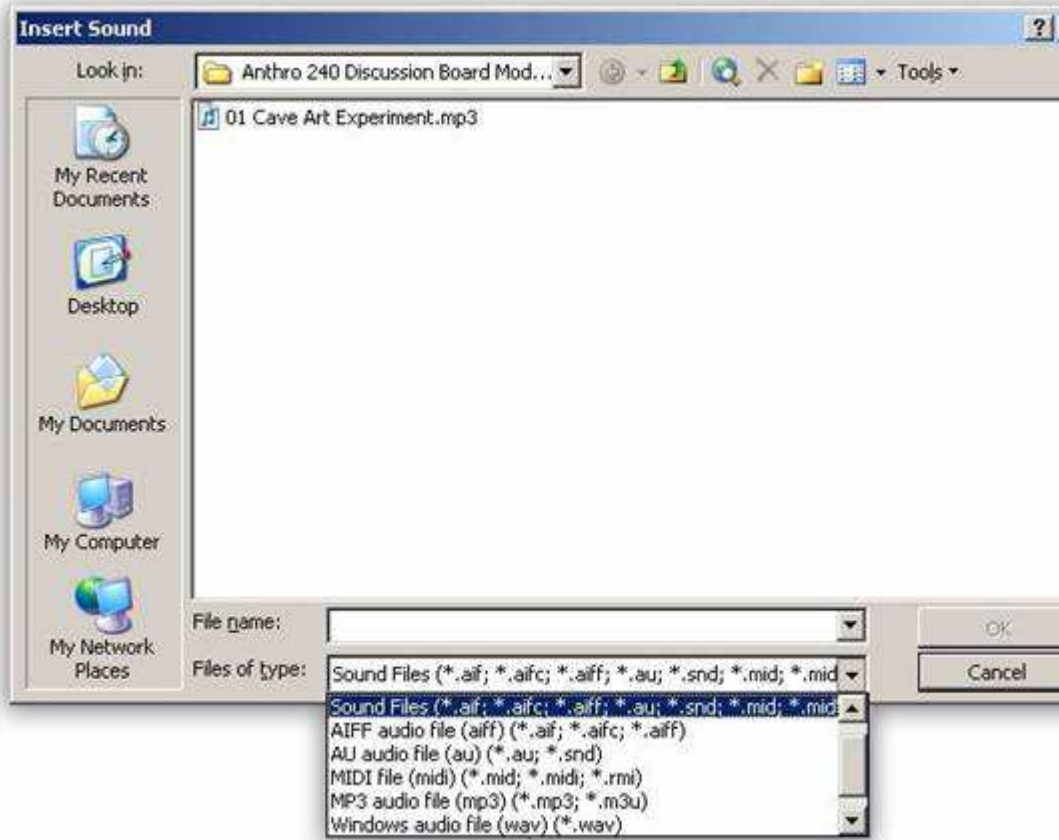 Insert Sound
Look in:
Anthro 240 Discussion Board Mod...
Tools
01 Cave Art Experiment.mp3
My Recent
Documents
Desktop
My Documents
My Computer
My Network
Places
File name:
OK
Files of type:
Sound Files (*.aif; *.aifc; *.aiff; *.au; *.snd; *.mid; *.mid
Cancel
Sound Files (*.aif; *.aifc; *.aiff; *.au; *.snd; *.mid; *.mid
AIFF audio file (aiff) (*.aif; *.aifc; *.aiff)
AU audio file (au) (*.au; *.snd)
MIDI file (midi) (*.mid; *.midi; *.rmi)
MP3 audio file (mp3) (*.mp3; *.m3u)
Windows audio file (wav) (*.wav)